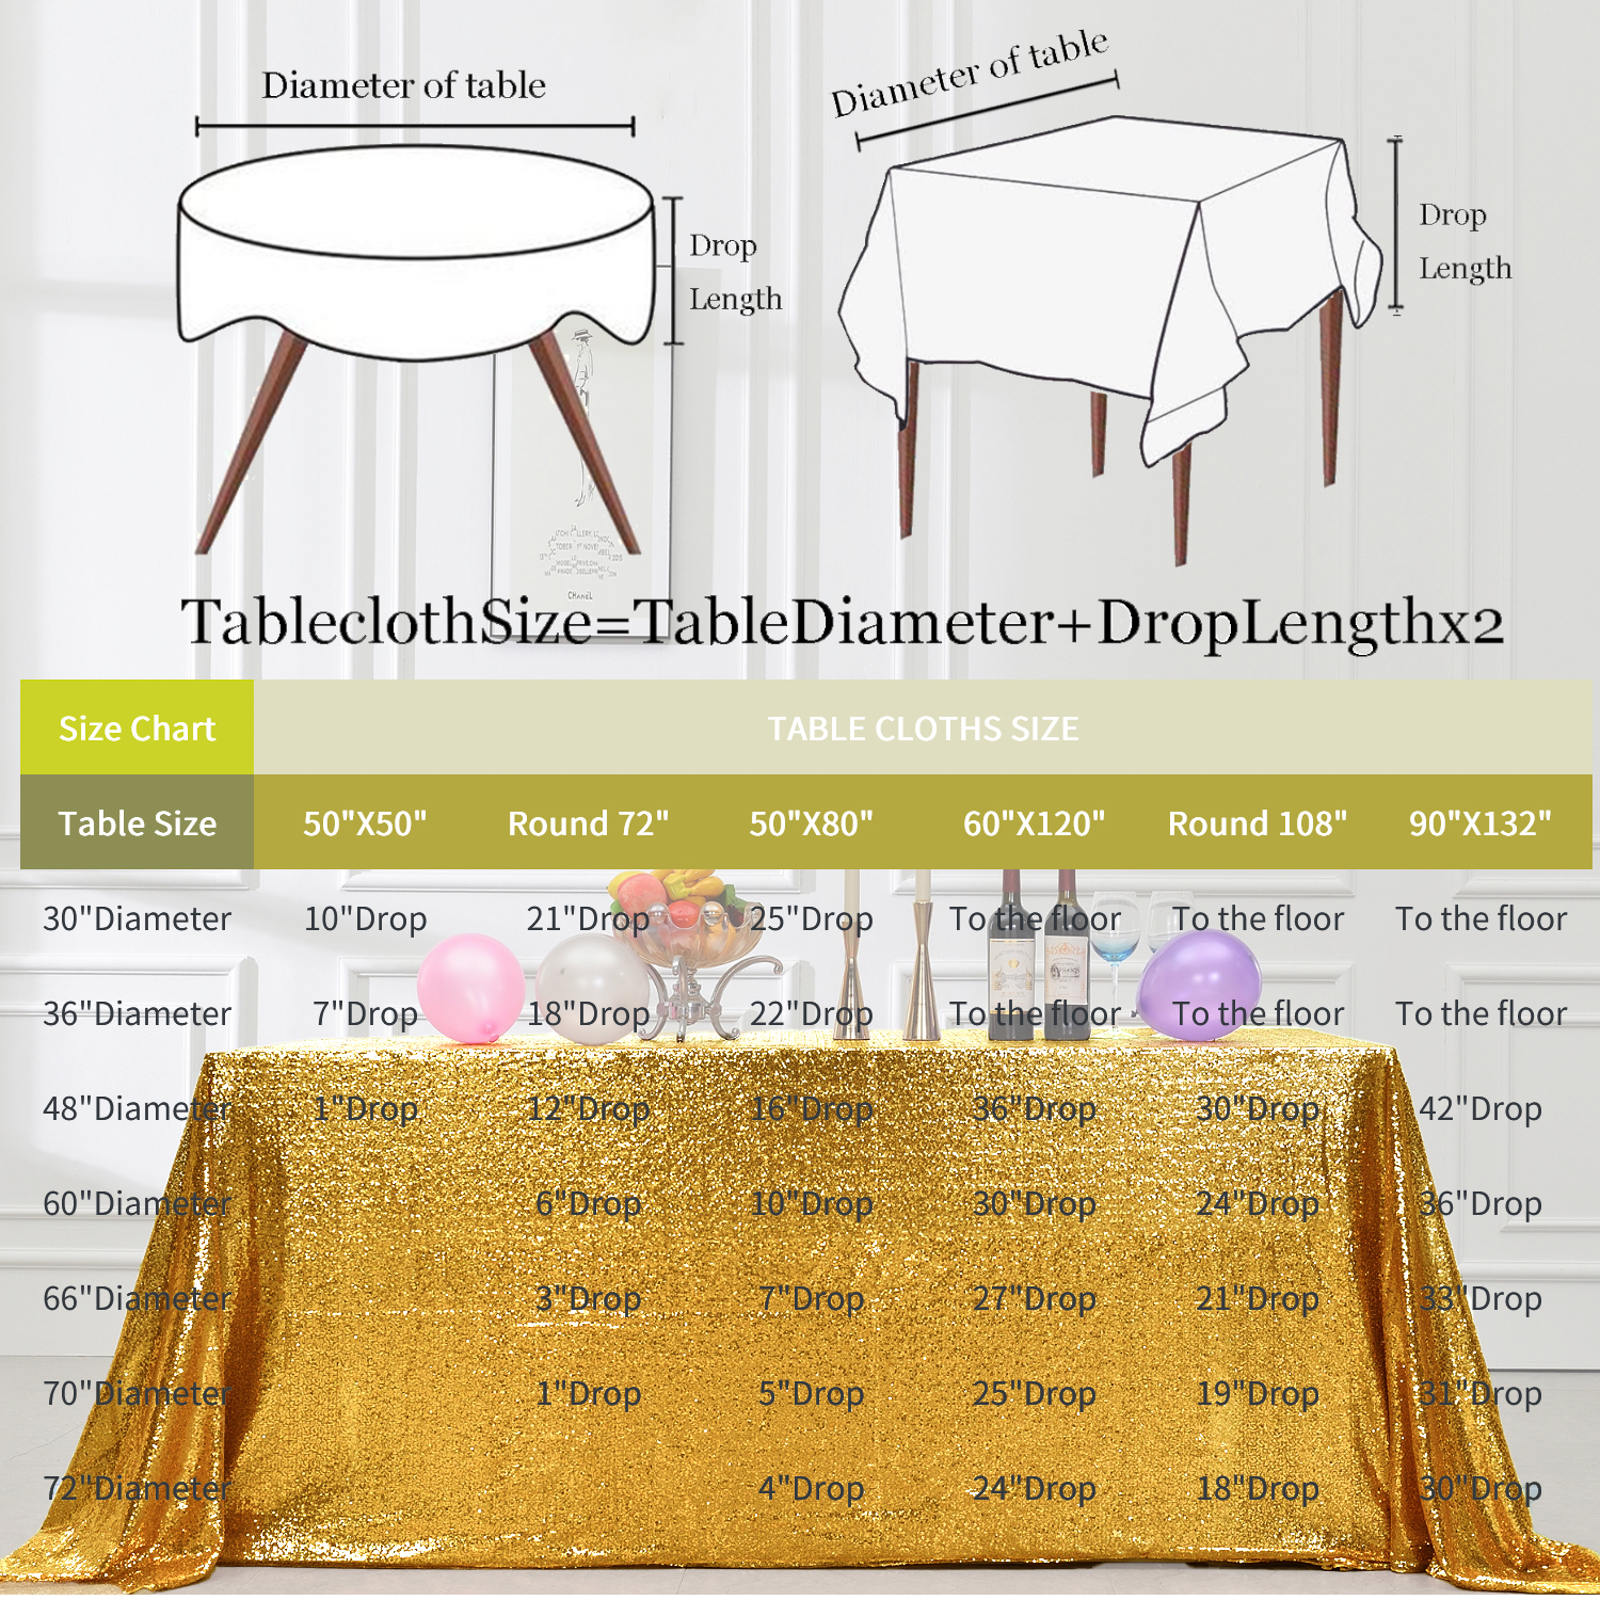 Diameter of table
Diameter of table
Drop
Length
Drop
Length
CHANEL
TableclothSize=TableDiameter+DropLengthx2
Size Chart TABLE CLOTHS SIZE
Table Size 50"X50" Round 72" 50"X80" 60"X120" Round 108" 90"X132"
30"Diameter 10"Drop 21"Drop 25"Drop To the floor To the floor To the floor
36"Diameter 7"Drop 18"Drop 22"Drop To the floor To the floor To the floor
48"Diameter 1"Drop 12"Drop 16"Drop 36"Drop 30"Drop 42"Drop
60"Diameter 6"Drop 10"Drop 30"Drop 24"Drop 36"Drop
66"Diameter 3"Drop 7"Drop 27"Drop 21"Drop 33"Drop
70"Diameter 1"Drop 5"Drop 25"Drop 19"Drop 31"Drop
72"Diameter 4"Drop 24"Drop 18"Drop 30"Drop